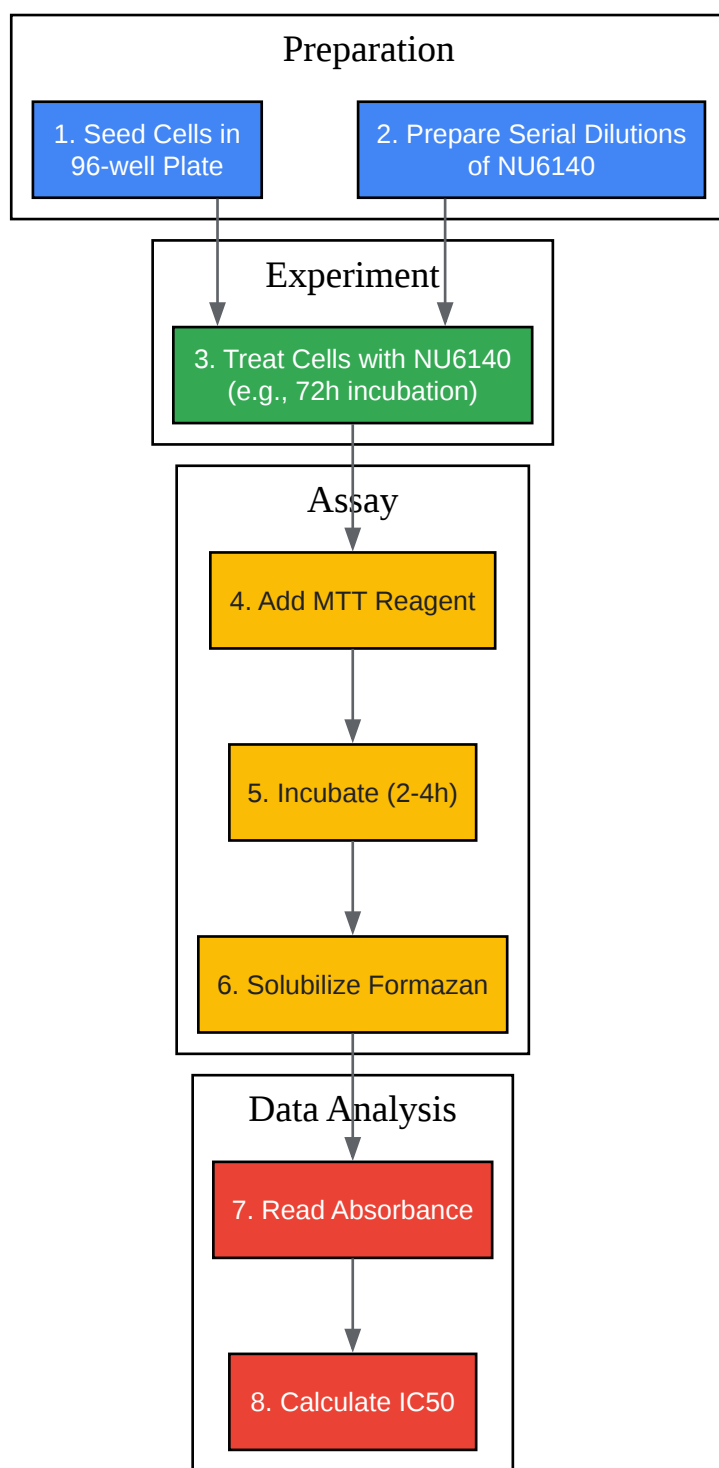 Preparation
1. Seed Cells in
96-well Plate
2. Prepare Serial Dilutions
of NU6140
Experiment
3. Treat Cells with NU6140
(e.g., 72h incubation)
Assay
4. Add MTT Reagent
5. Incubate (2-4h)
6. Solubilize Formazan
Data Analysis
7. Read Absorbance
8. Calculate IC50